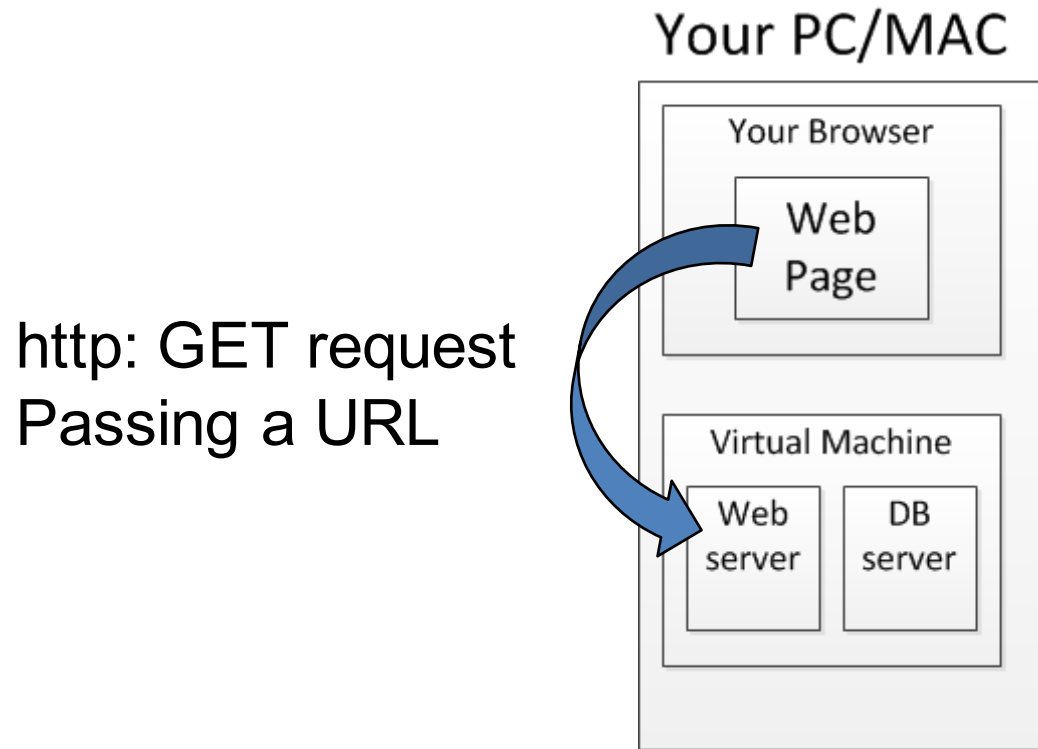 Your PC/MAC
Your Browser
Web
Page
http: GET request
Passing a URL
Virtual Machine
Web
server
DB
server